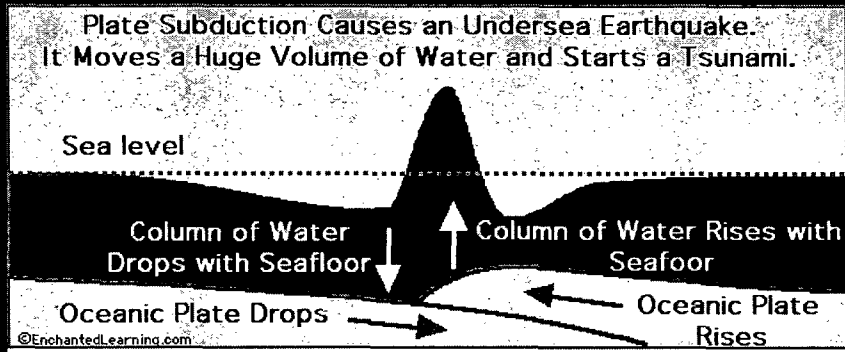 Plate Subduction Causes an Undersea Earthquake.
It Moves a Huge Volume of Water and Starts a Tsunami.
Sea level
Column of Water
Drops with Seafloor
Column of Water Rises with
Seafoor
Oceanic Plate Drops
Oceanic Plate
Rises
©EnchantedLearning.com